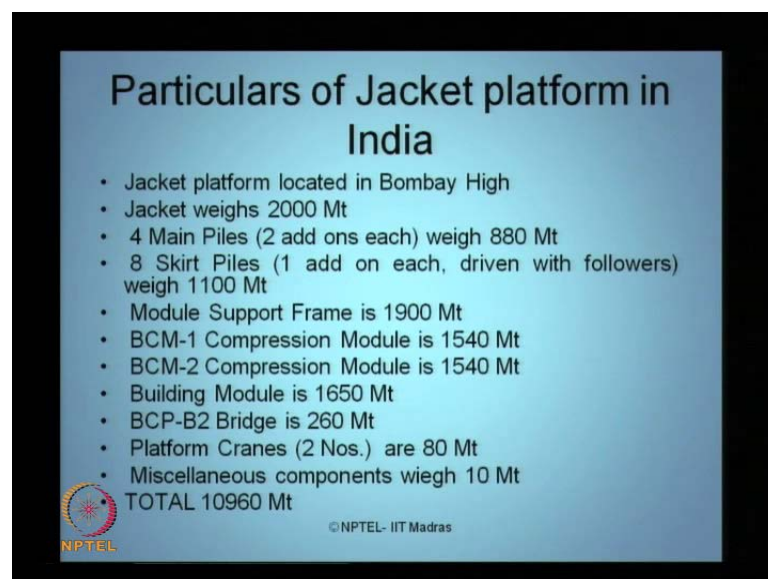 Particulars of Jacket platform in
India
• Jacket platform located in Bombay High
• Jacket weighs 2000 Mt
• 4 Main Piles (2 add ons each) weigh 880 Mt
• 8 Skirt Piles (1 add on each, driven with followers)
weigh 1100 Mt
• Module Support Frame is 1900 Mt
• BCM-1 Compression Module is 1540 Mt
• BCM-2 Compression Module is 1540 Mt
• Building Module is 1650 Mt
• BCP-B2 Bridge is 260 Mt
• Platform Cranes (2 Nos.) are 80 Mt
• Miscellaneous components wiegh 10 Mt
• TOTAL 10960 Mt
©NPTEL- IIT Madras
NPTEL